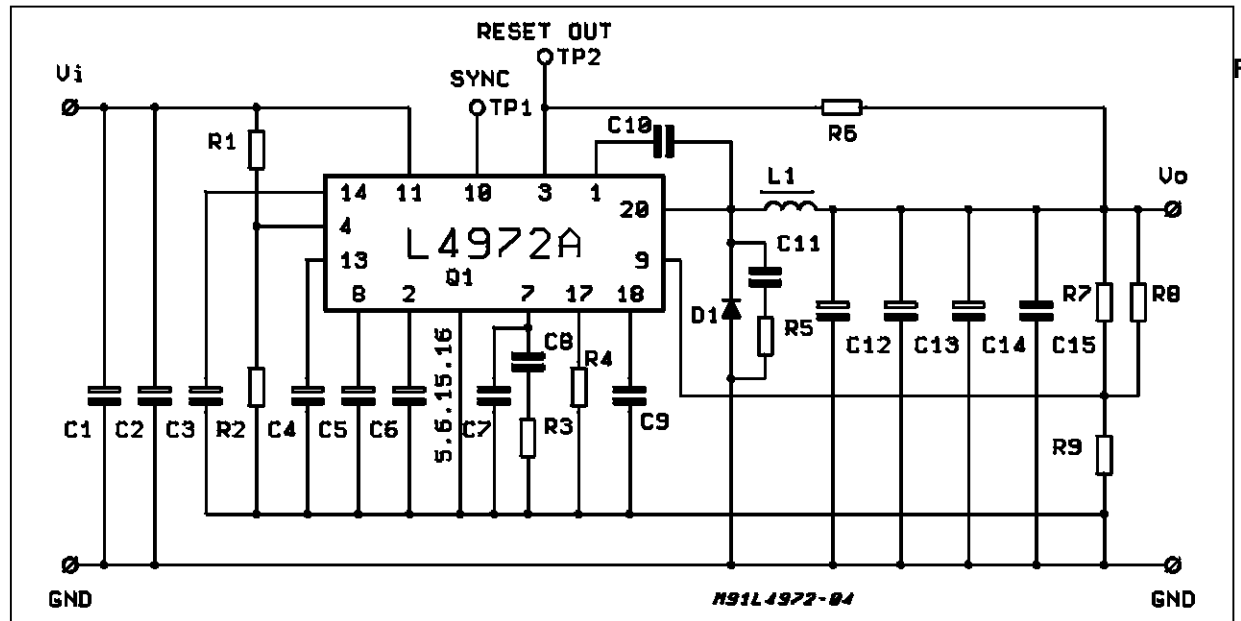 RESET OUT
TP2
Vi
SYNC
TP1
C10
R6
R1
L1
Vo
14 11 10 3 1
20
4
L4972A
13
Q1
9
C11
8 2 7 17 18
D1
R5
R7 R8
5.6.15.16
C8
R4
C12 C13 C14 C15
C1 C2 C3 R2 C4 C5 C6 C7 R3 C9
R9
GND
M91L4972-04
GND